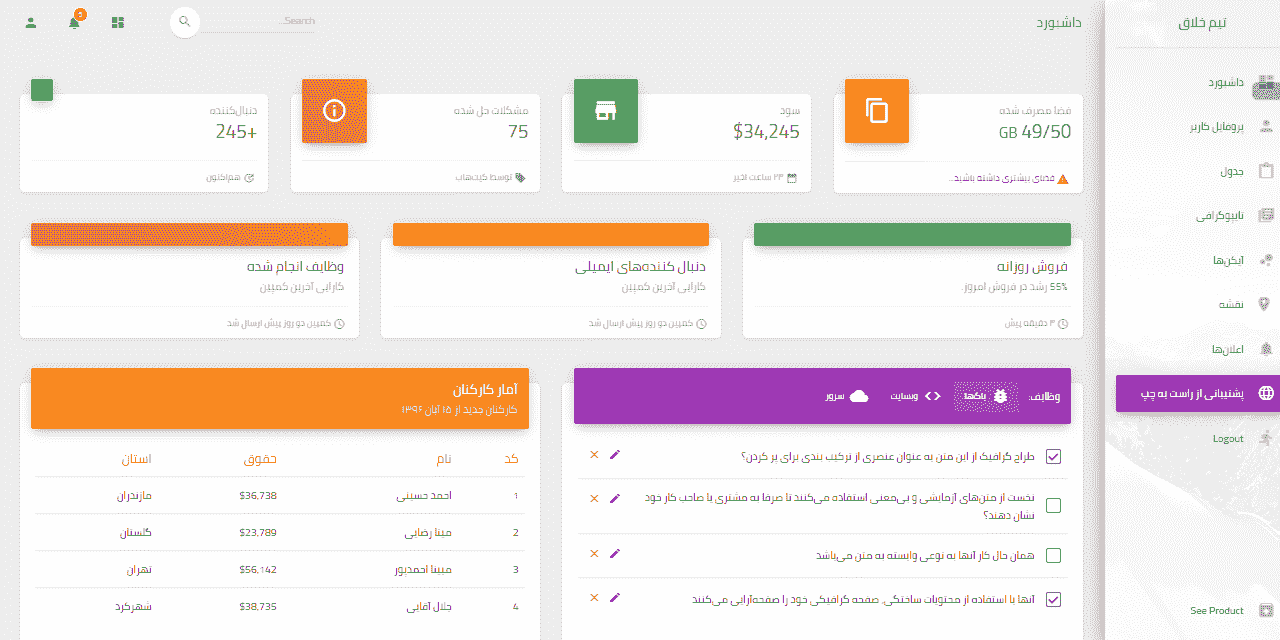 تیم خلاق
داشبورد
پروفایل کاربر
جدول
تایپوگرافی
آیکن‌ها
نقشه
اعلان‌ها
پشتیبانی از راست به چپ
Logout
See Product
داشبورد
Search...
5
فضا مصرف شده
49/50 GB
فضای بیشتری داشته باشید...
سود
$34,245
۲۴ ساعت اخیر
مشکلات حل شده
75
توسط گیت‌هاب
دنبال‌کننده
+245
هم‌اکنون
فروش روزانه
55% رشد در فروش امروز.
۴ دقیقه پیش
دنبال کننده‌های ایمیلی
کارایی آخرین کمپین
کمپین دو روز پیش ارسال شد
وظایف انجام شده
کارایی آخرین کمپین
کمپین دو روز پیش ارسال شد
وظایف:
باگ‌ها
وبسایت
سرور
طراح گرافیک از این متن به عنوان عنصری از ترکیب بندی برای پر کردن؟
نخست از متن‌های آزمایشی و بی‌معنی استفاده می‌کنند تا صرفا به مشتری یا صاحب کار خود
نشان دهند؟
همان حال کار آنها به نوعی وابسته به متن می‌باشد
آنها با استفاده از محتویات ساختگی، صفحه گرافیکی خود را صفحه‌آرایی می‌کنند
آمار کارکنان
کارکنان جدید از ۱۵ آبان ۱۳۹۶
کد نام حقوق استان
1 احمد حسینی $36,738 مازندران
2 مینا رضایی $23,789 گلستان
3 مبینا احمدپور $56,142 تهران
4 جلال آقایی $38,735 شهرکرد